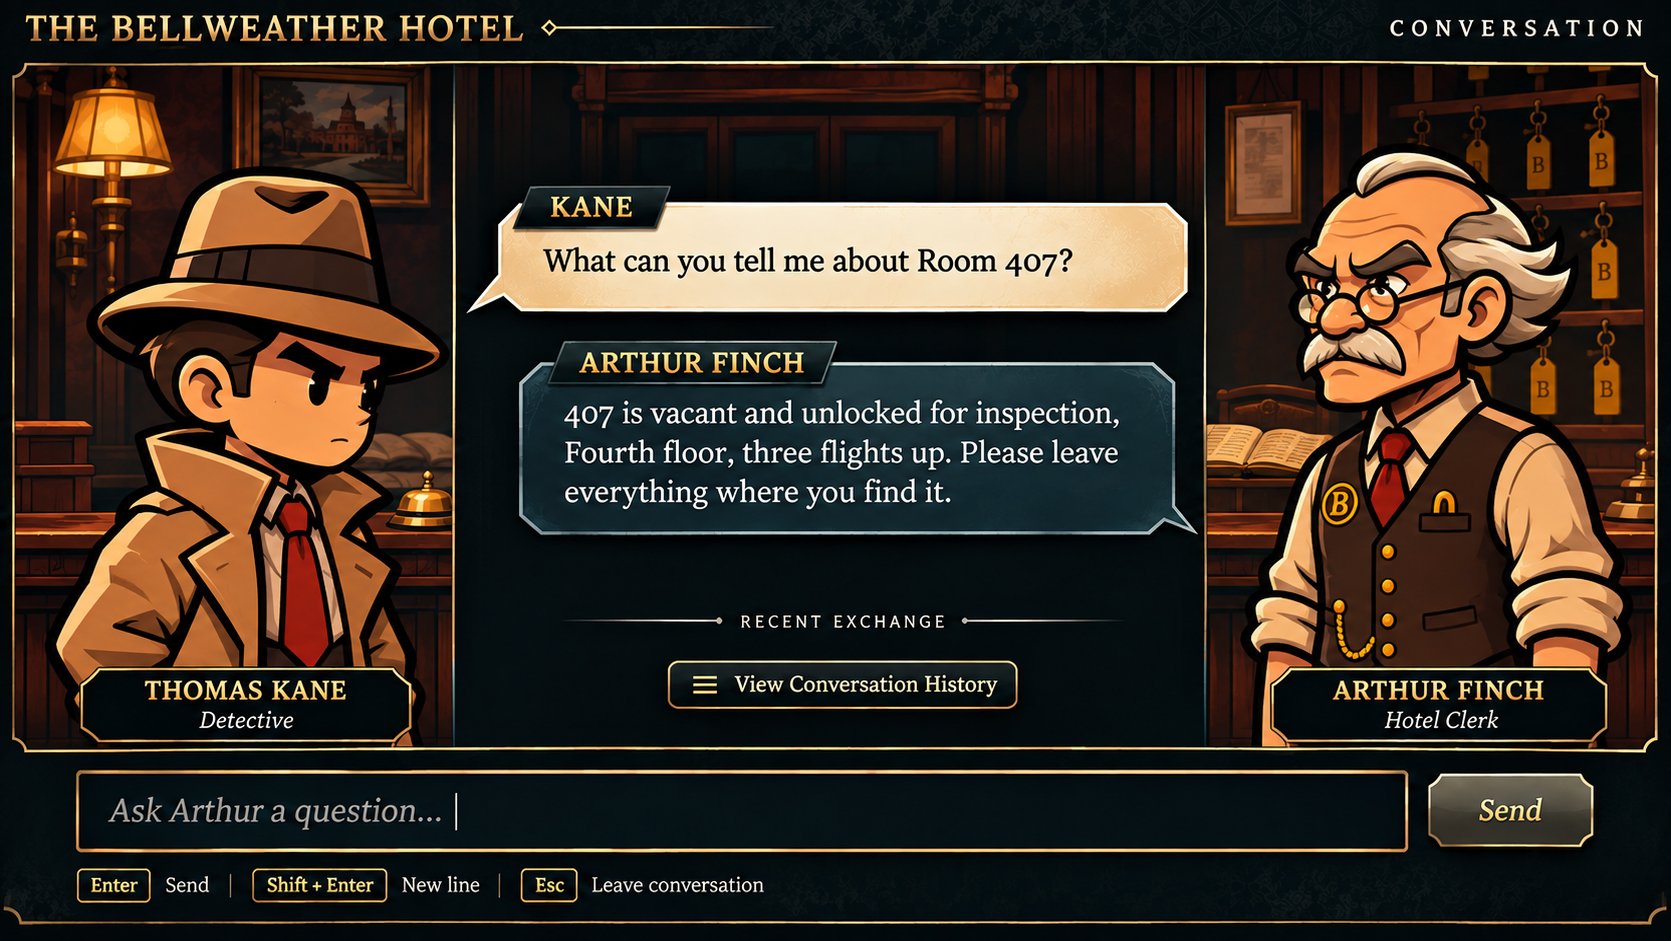 THE BELLWEATHER HOTEL
CONVERSATION
KANE
What can you tell me about Room 407?
ARTHUR FINCH
407 is vacant and unlocked for inspection,
Fourth floor, three flights up. Please leave
everything where you find it.
RECENT EXCHANGE
View Conversation History
THOMAS KANE
Detective
ARTHUR FINCH
Hotel Clerk
B
B
B
B
B
B
B
Ask Arthur a question...
Send
Enter Send Shift + Enter New line Esc Leave conversation